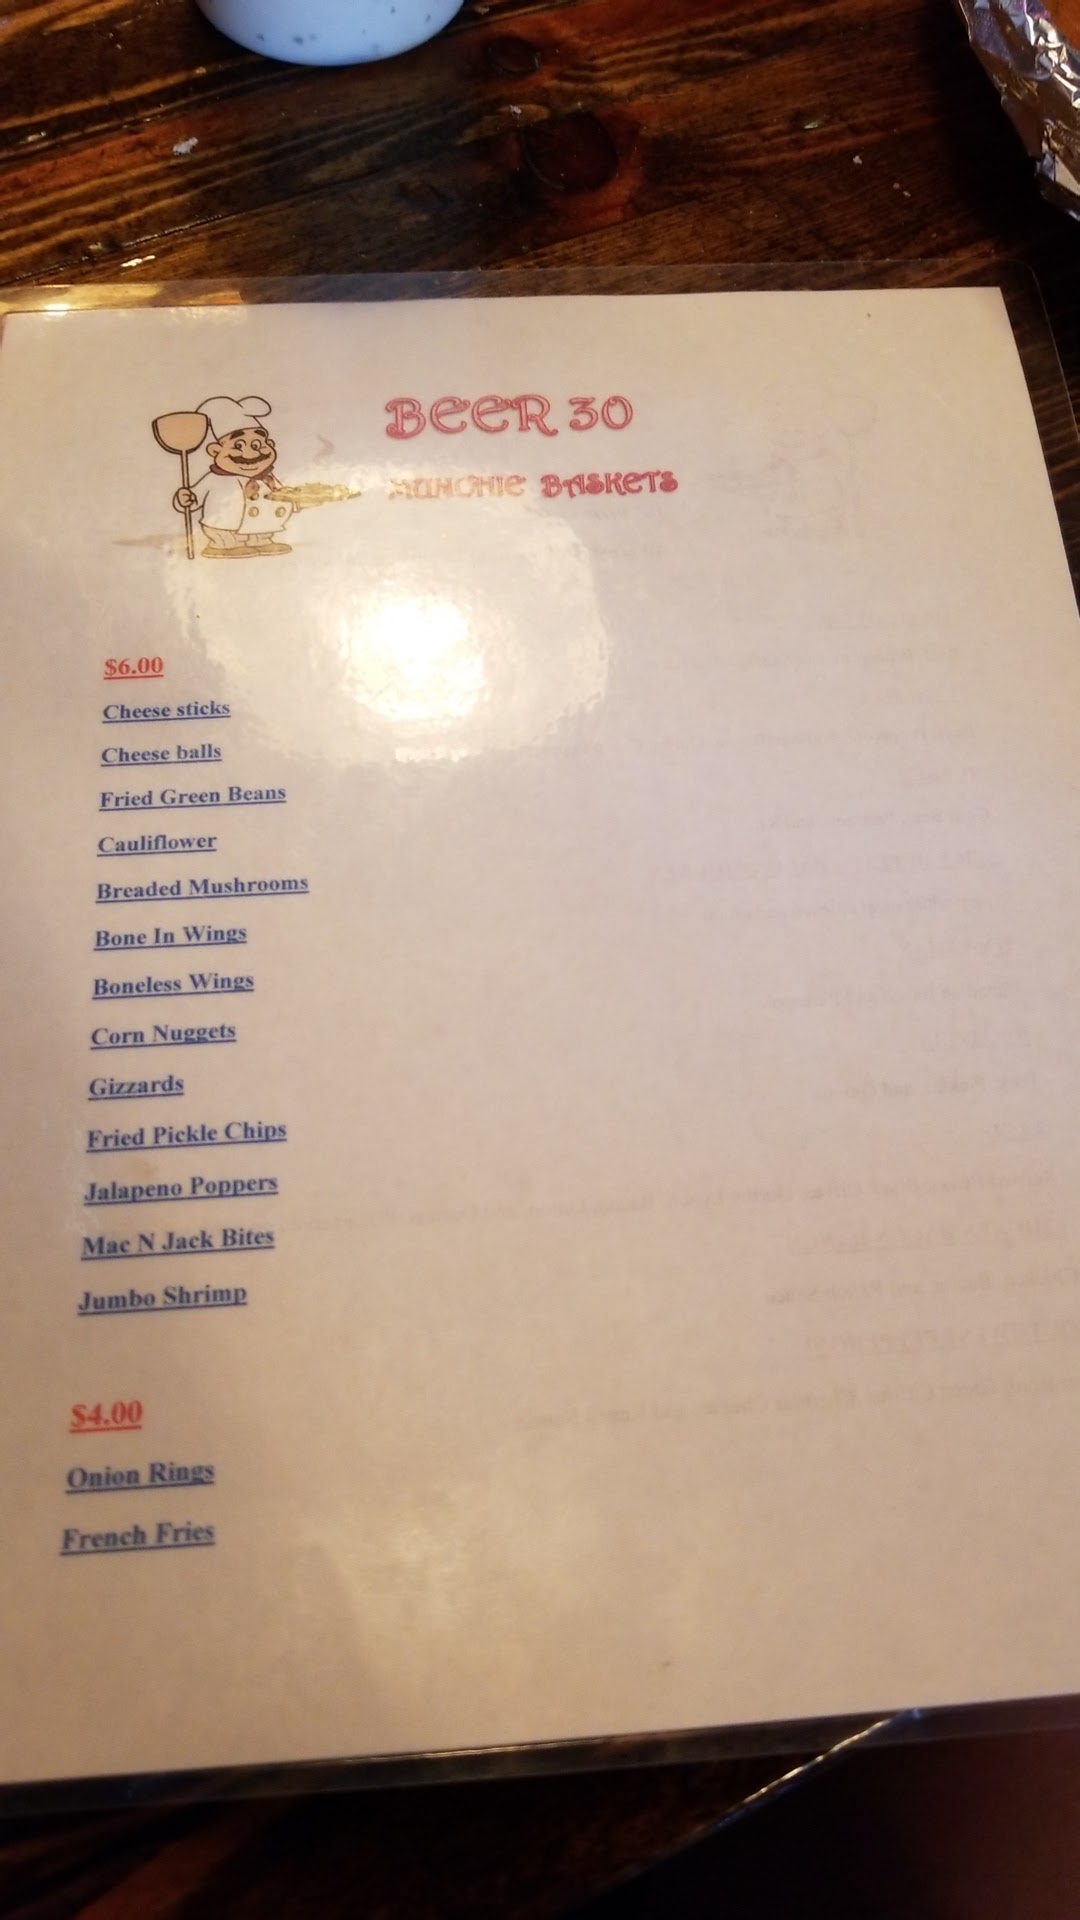 BEER 30
MUNCHIE BASKETS
$6.00
Cheese sticks
Cheese balls
Fried Green Beans
Cauliflower
Breaded Mushrooms
Bone In Wings
Boneless Wings
Corn Nuggets
Gizzards
Fried Pickle Chips
Jalapeno Poppers
Mac N Jack Bites
Jumbo Shrimp
$4.00
Onion Rings
French Fries